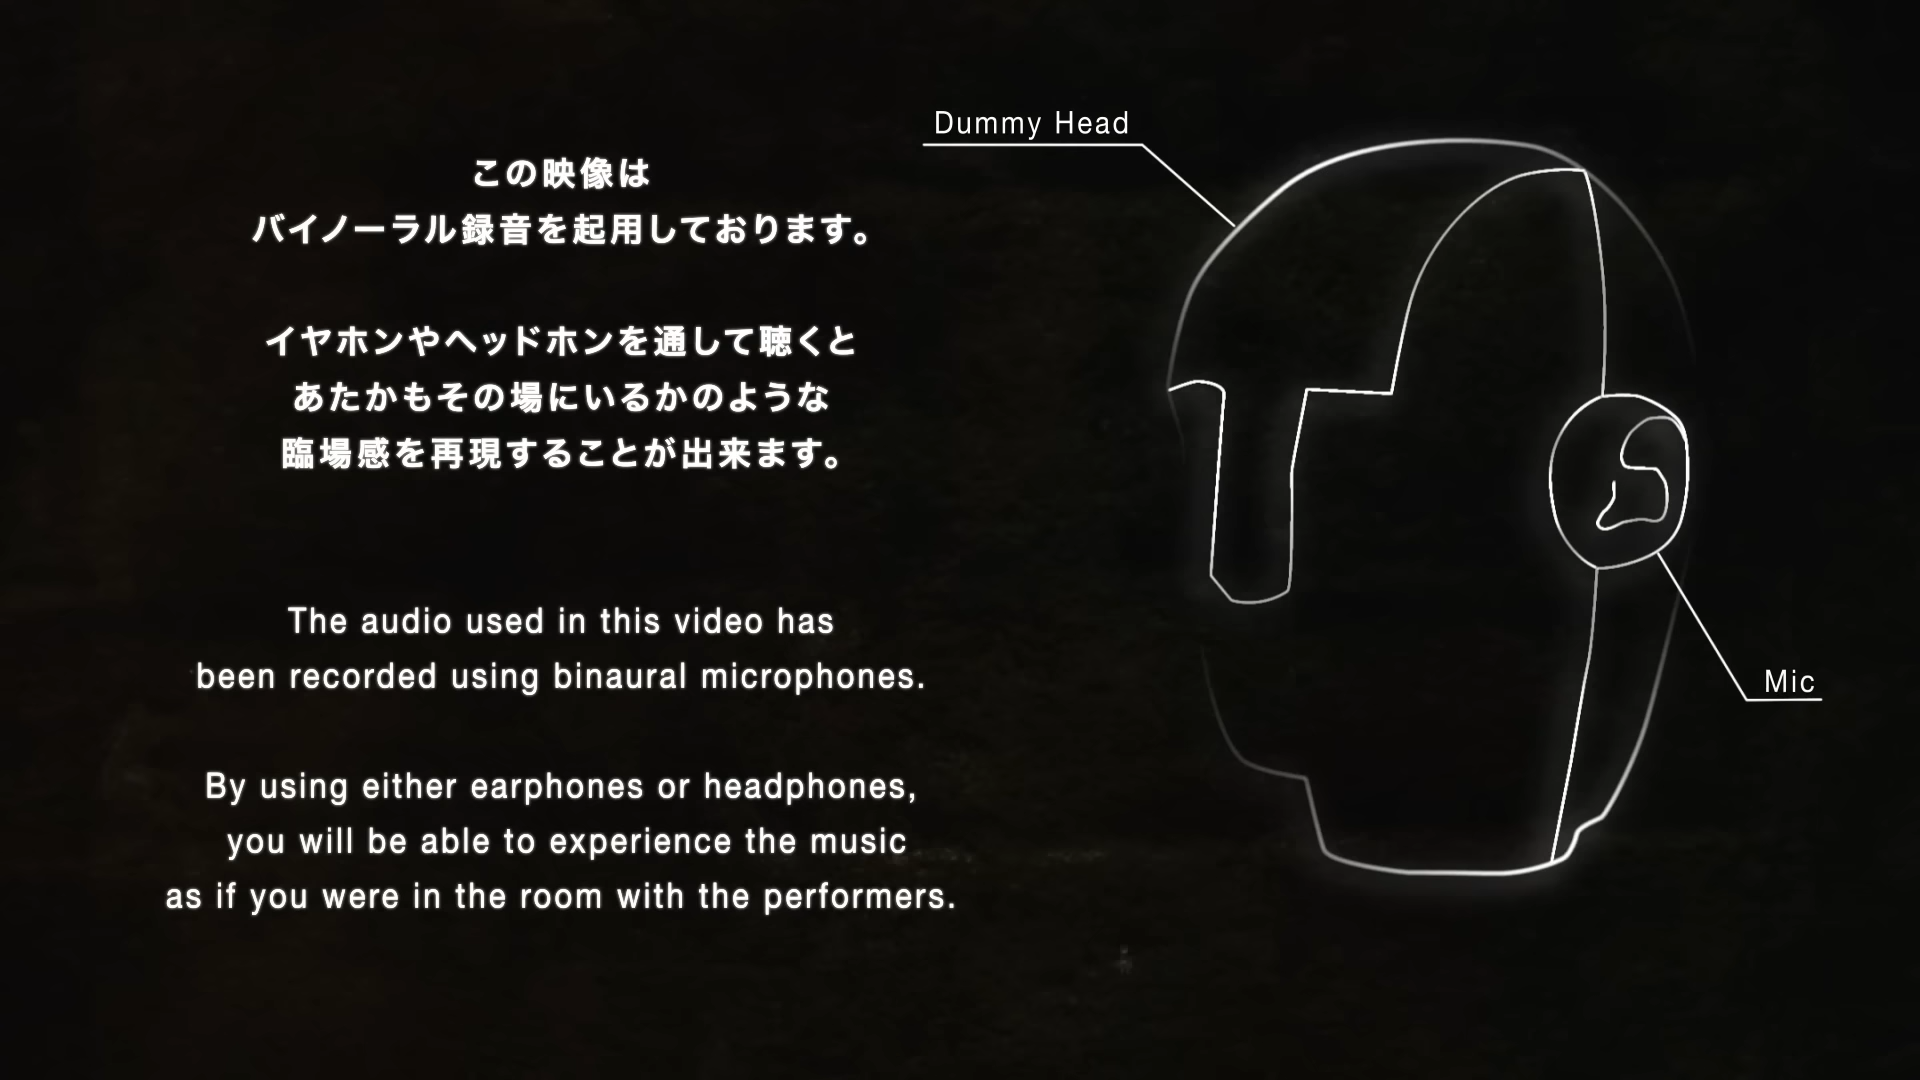 この映像は
バイノーラル録音を起用しております。
イヤホンやヘッドホンを通して聴くと
あたかもその場にいるかのような
臨場感を再現することが出来ます。
The audio used in this video has
been recorded using binaural microphones.
By using either earphones or headphones,
you will be able to experience the music
as if you were in the room with the performers.
Dummy Head
Mic